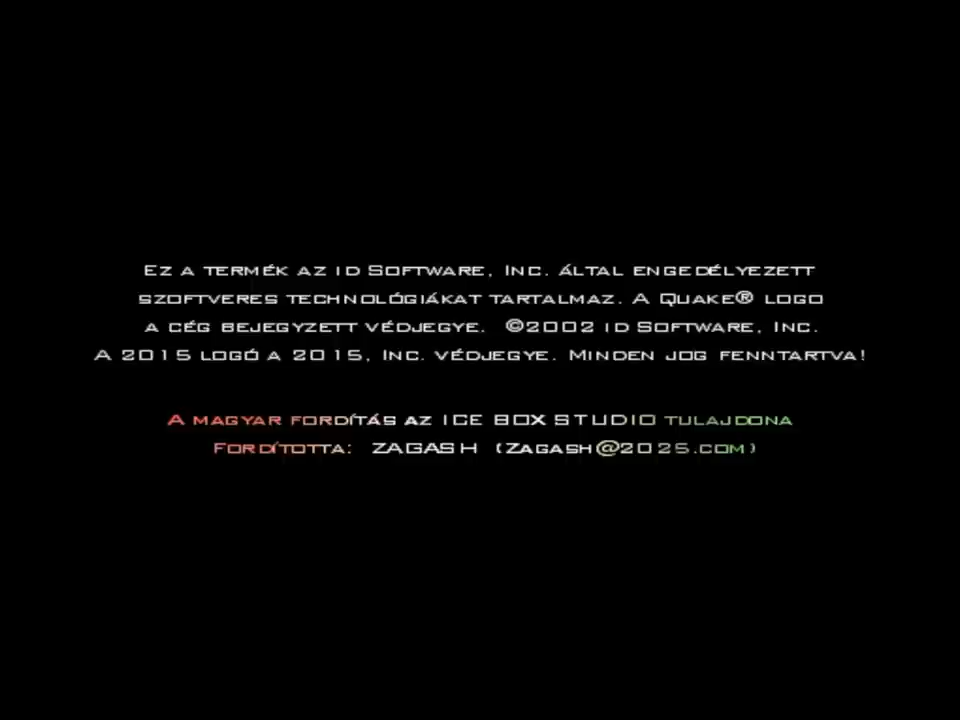 Ez a termék az id Software, Inc. által engedélyezett
szoftveres technológiákat tartalmaz. A Quake® logo
a cég bejegyzett védjegye. ©2002 id Software, Inc.
A 2015 logó a 2015, Inc. védjegye. Minden jog fenntartva!
A magyar fordítás az ICE BOX STUDIO tulajdona
Fordította: ZAGASH (Zagash@2025.com)